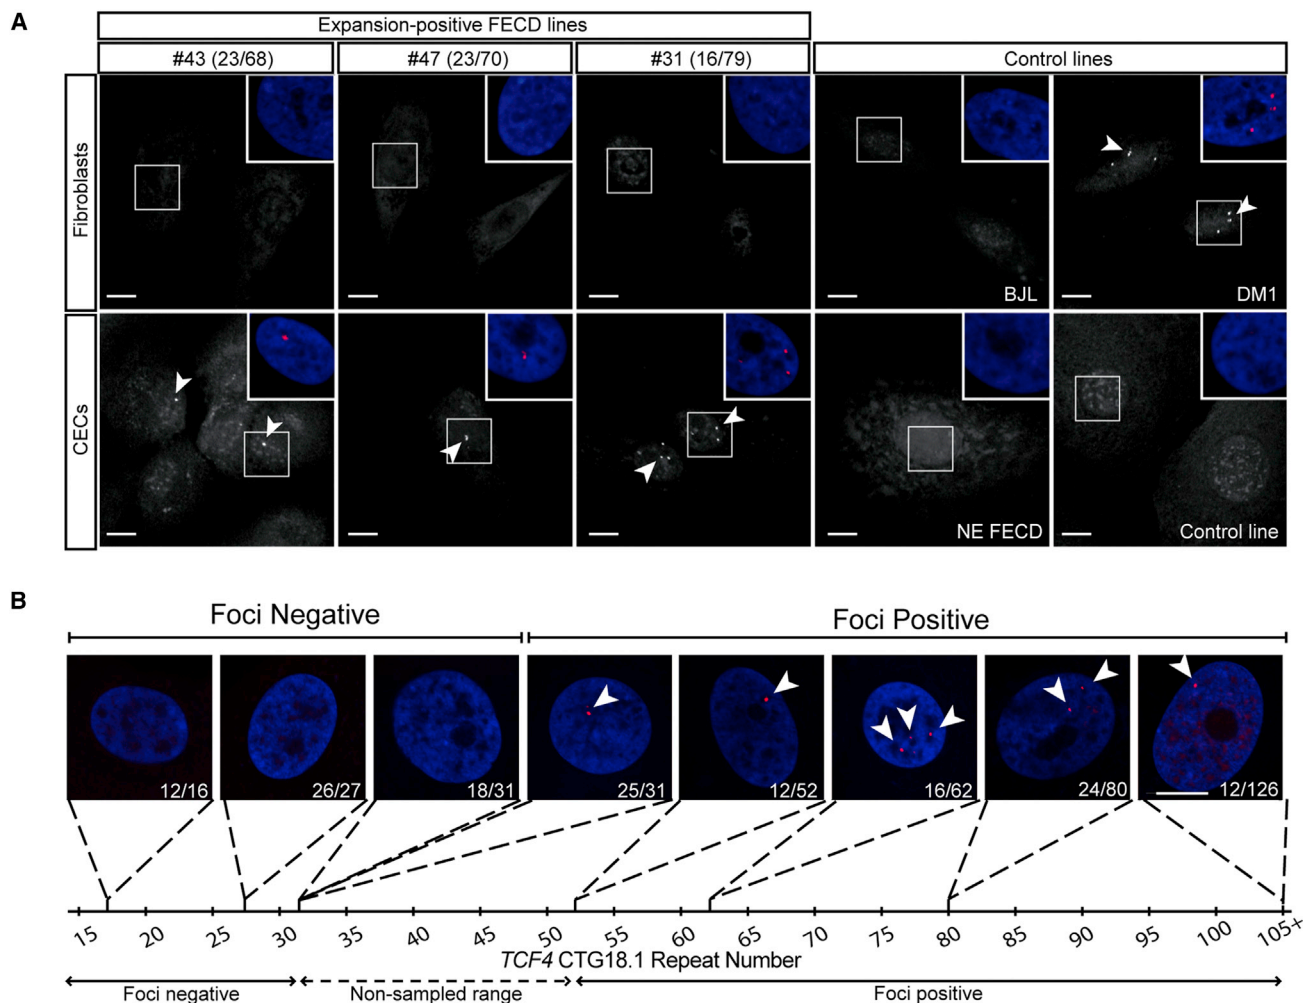 A
Expansion-positive FECD lines
#43 (23/68)
#47 (23/70)
#31 (16/79)
Control lines
Fibroblasts
BJL
DM1
CECs
NE FECD
Control line
B
Foci Negative
Foci Positive
12/16
26/27
18/31
25/31
12/52
16/62
24/80
12/126
15 20 25 30 35 40 45 50 55 60 65 70 75 80 85 90 95 100 105+
TCF4 CTG18.1 Repeat Number
Foci negative
Non-sampled range
Foci positive